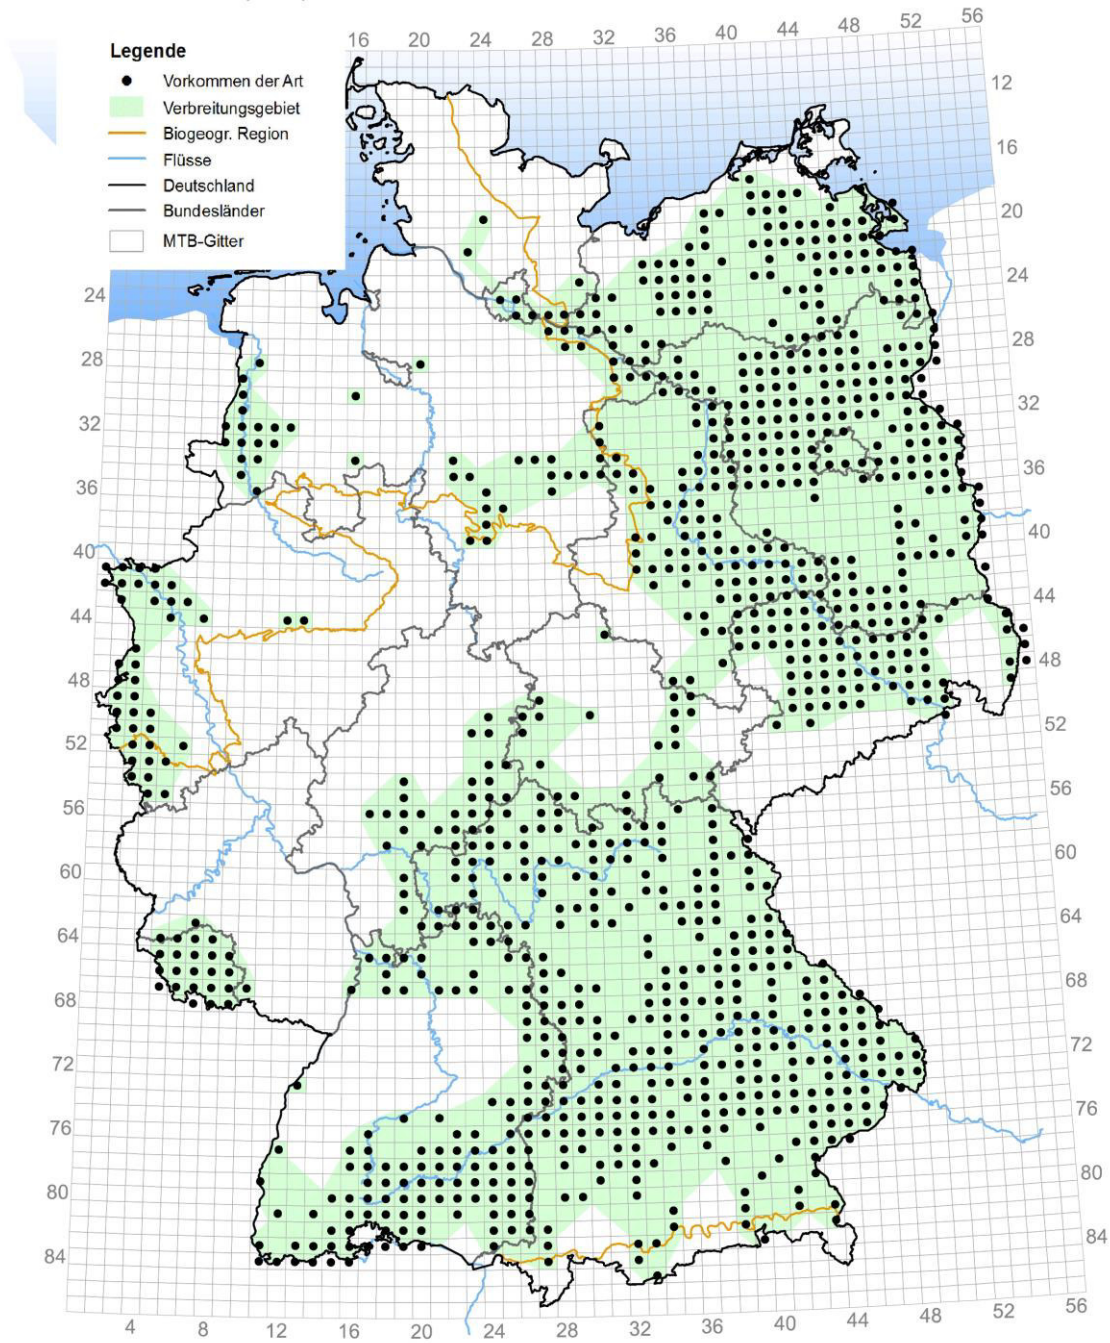 16 20 24 28 32 36 40 44 48 52 56
Legende
Vorkommen der Art
Verbreitungsgebiet
Biogeogr. Region
Flüsse
Deutschland
Bundesländer
MTB-Gitter
12
16
20
24 24
28 28
32 32
36 36
40 40
44 44
48 48
52 52
56 56
60 60
64 64
68 68
72 72
76 76
80 80
84 84
4 8 12 16 20 24 28 32 36 40 44 48 52 56